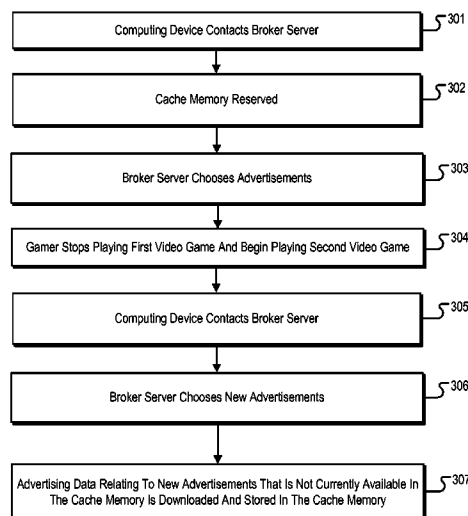 Computing Device Contacts Broker Server
301
Cache Memory Reserved
302
Broker Server Chooses Advertisements
303
Gamer Stops Playing First Video Game And Begin Playing Second Video Game
304
Computing Device Contacts Broker Server
305
Broker Server Chooses New Advertisements
306
Advertising Data Relating To New Advertisements That Is Not Currently Available In
The Cache Memory Is Downloaded And Stored In The Cache Memory
307